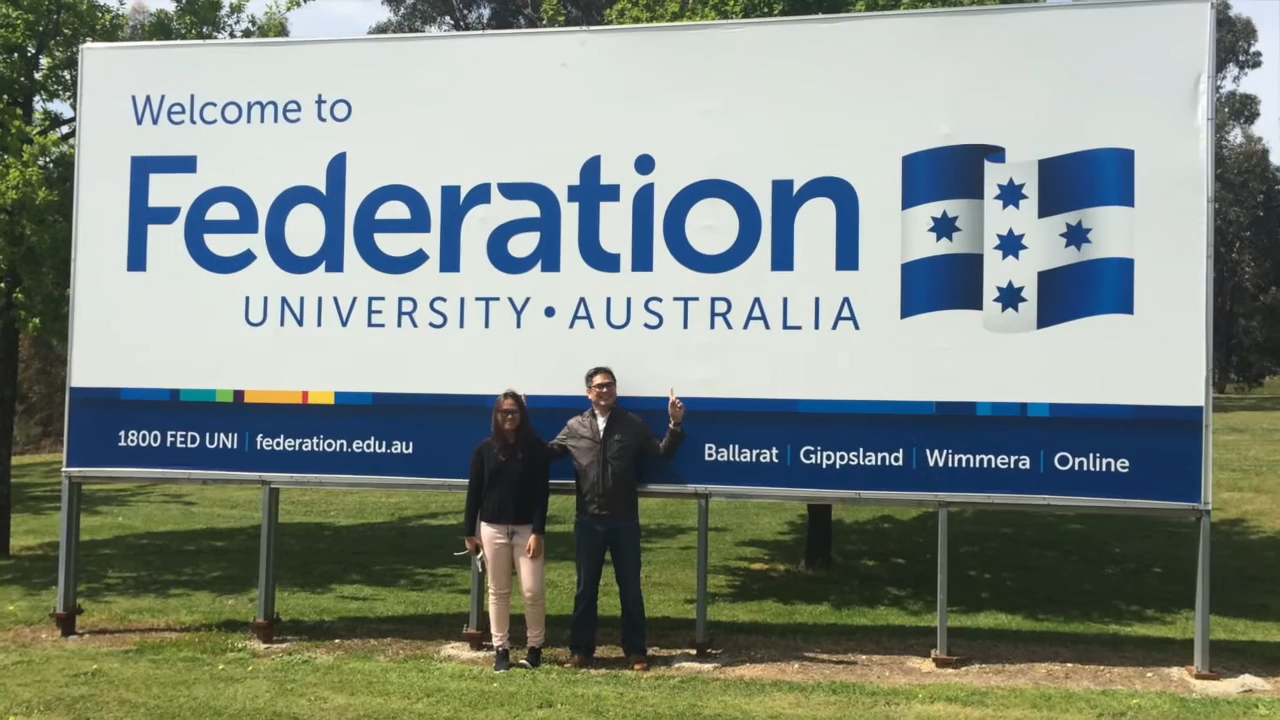 Welcome to
Federation
UNIVERSITY • AUSTRALIA
1800 FED UNI | federation.edu.au
Ballarat | Gippsland | Wimmera | Online